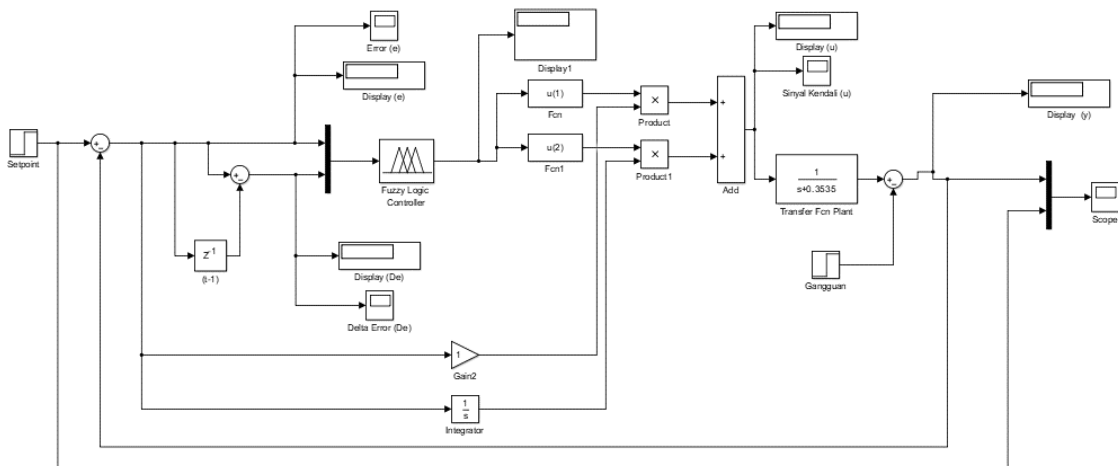 Error (e)
Display (e)
Display1
Display (u)
Sinyal Kendali (u)
Display (y)
Setpoint
+
-
+
-
Fuzzy Logic
Controller
u(1)
Fcn
u(2)
Fcn1
×
Product
×
Product1
+
+
Add
1
s+0.3535
Transfer Fcn Plant
+
-
Scope
Z-1
(t-1)
Display (De)
Delta Error (De)
Gangguan
1
Gain2
1
s
Integrator